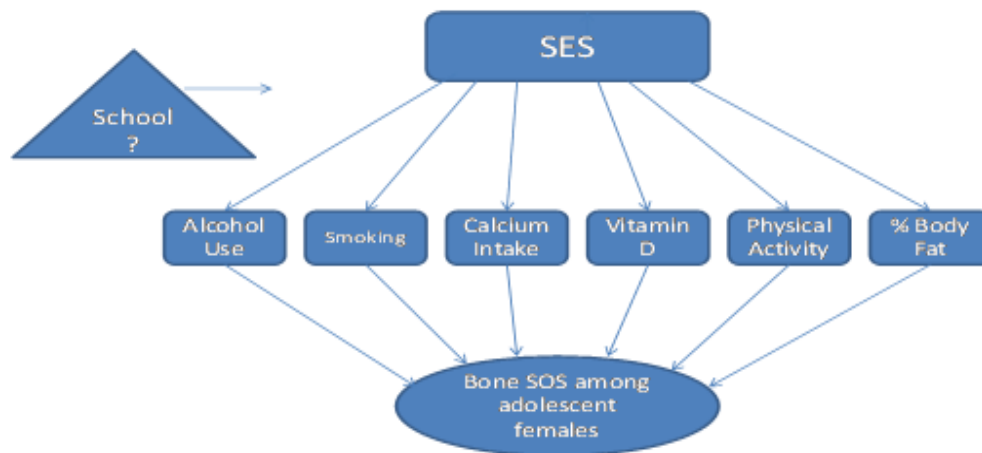 SES
School
?
Alcohol
Use
Smoking
Calcium
Intake
Vitamin
D
Physical
Activity
% Body
Fat
Bone SOS among
adolescent
females